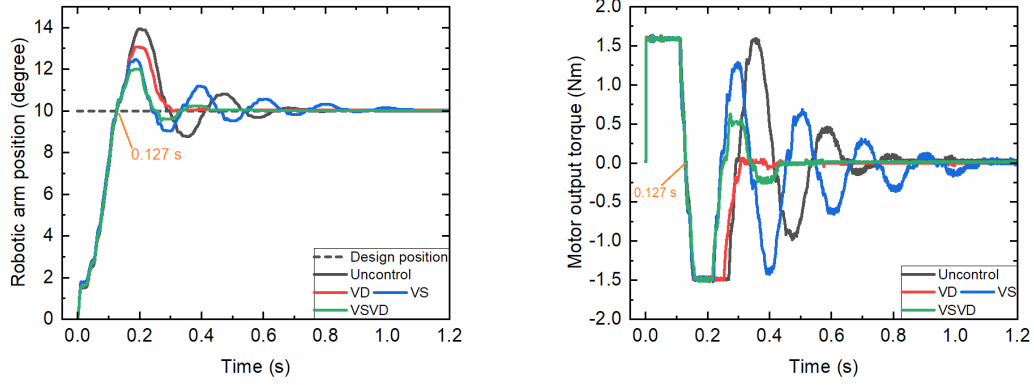 14
12
10
8
6
4
2
0
Robotic arm position (degree)
0.127 s
Design position
Uncontrol
VD VS
VSVD
0.0 0.2 0.4 0.6 0.8 1.0 1.2
Time (s)
2.0
1.5
1.0
0.5
0.0
-0.5
-1.0
-1.5
-2.0
Motor output torque (Nm)
0.127 s
Uncontrol
VD VS
VSVD
0.0 0.2 0.4 0.6 0.8 1.0 1.2
Time (s)